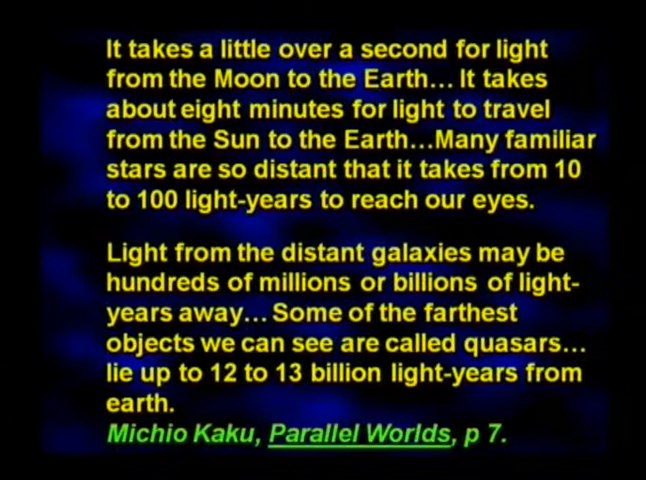 It takes a little over a second for light
from the Moon to the Earth… It takes
about eight minutes for light to travel
from the Sun to the Earth…Many familiar
stars are so distant that it takes from 10
to 100 light-years to reach our eyes.
Light from the distant galaxies may be
hundreds of millions or billions of light-
years away… Some of the farthest
objects we can see are called quasars…
lie up to 12 to 13 billion light-years from
earth.
Michio Kaku, Parallel Worlds, p 7.